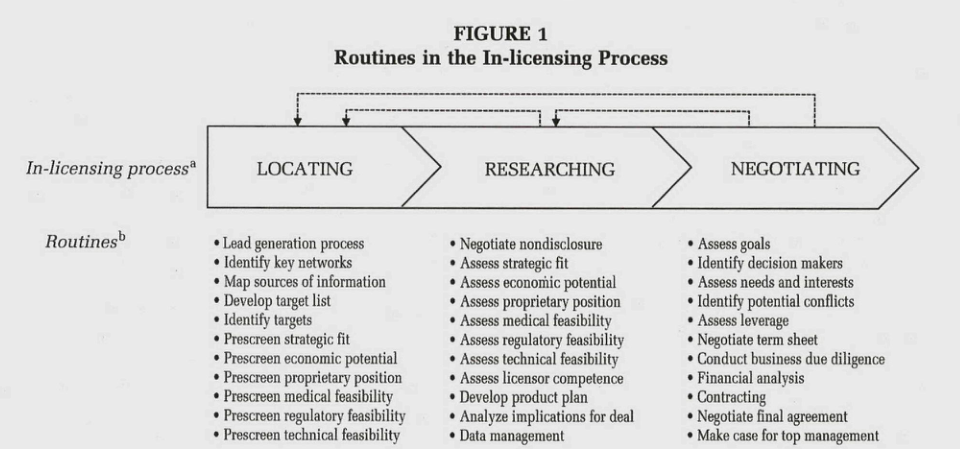 FIGURE 1
Routines in the In-licensing Process
In-licensing processᵃ
LOCATING
RESEARCHING
NEGOTIATING
Routinesᵇ
• Lead generation process
• Identify key networks
• Map sources of information
• Develop target list
• Identify targets
• Prescreen strategic fit
• Prescreen economic potential
• Prescreen proprietary position
• Prescreen medical feasibility
• Prescreen regulatory feasibility
• Prescreen technical feasibility
• Negotiate nondisclosure
• Assess strategic fit
• Assess economic potential
• Assess proprietary position
• Assess medical feasibility
• Assess regulatory feasibility
• Assess technical feasibility
• Assess licensor competence
• Develop product plan
• Analyze implications for deal
• Data management
• Assess goals
• Identify decision makers
• Assess needs and interests
• Identify potential conflicts
• Assess leverage
• Negotiate term sheet
• Conduct business due diligence
• Financial analysis
• Contracting
• Negotiate final agreement
• Make case for top management